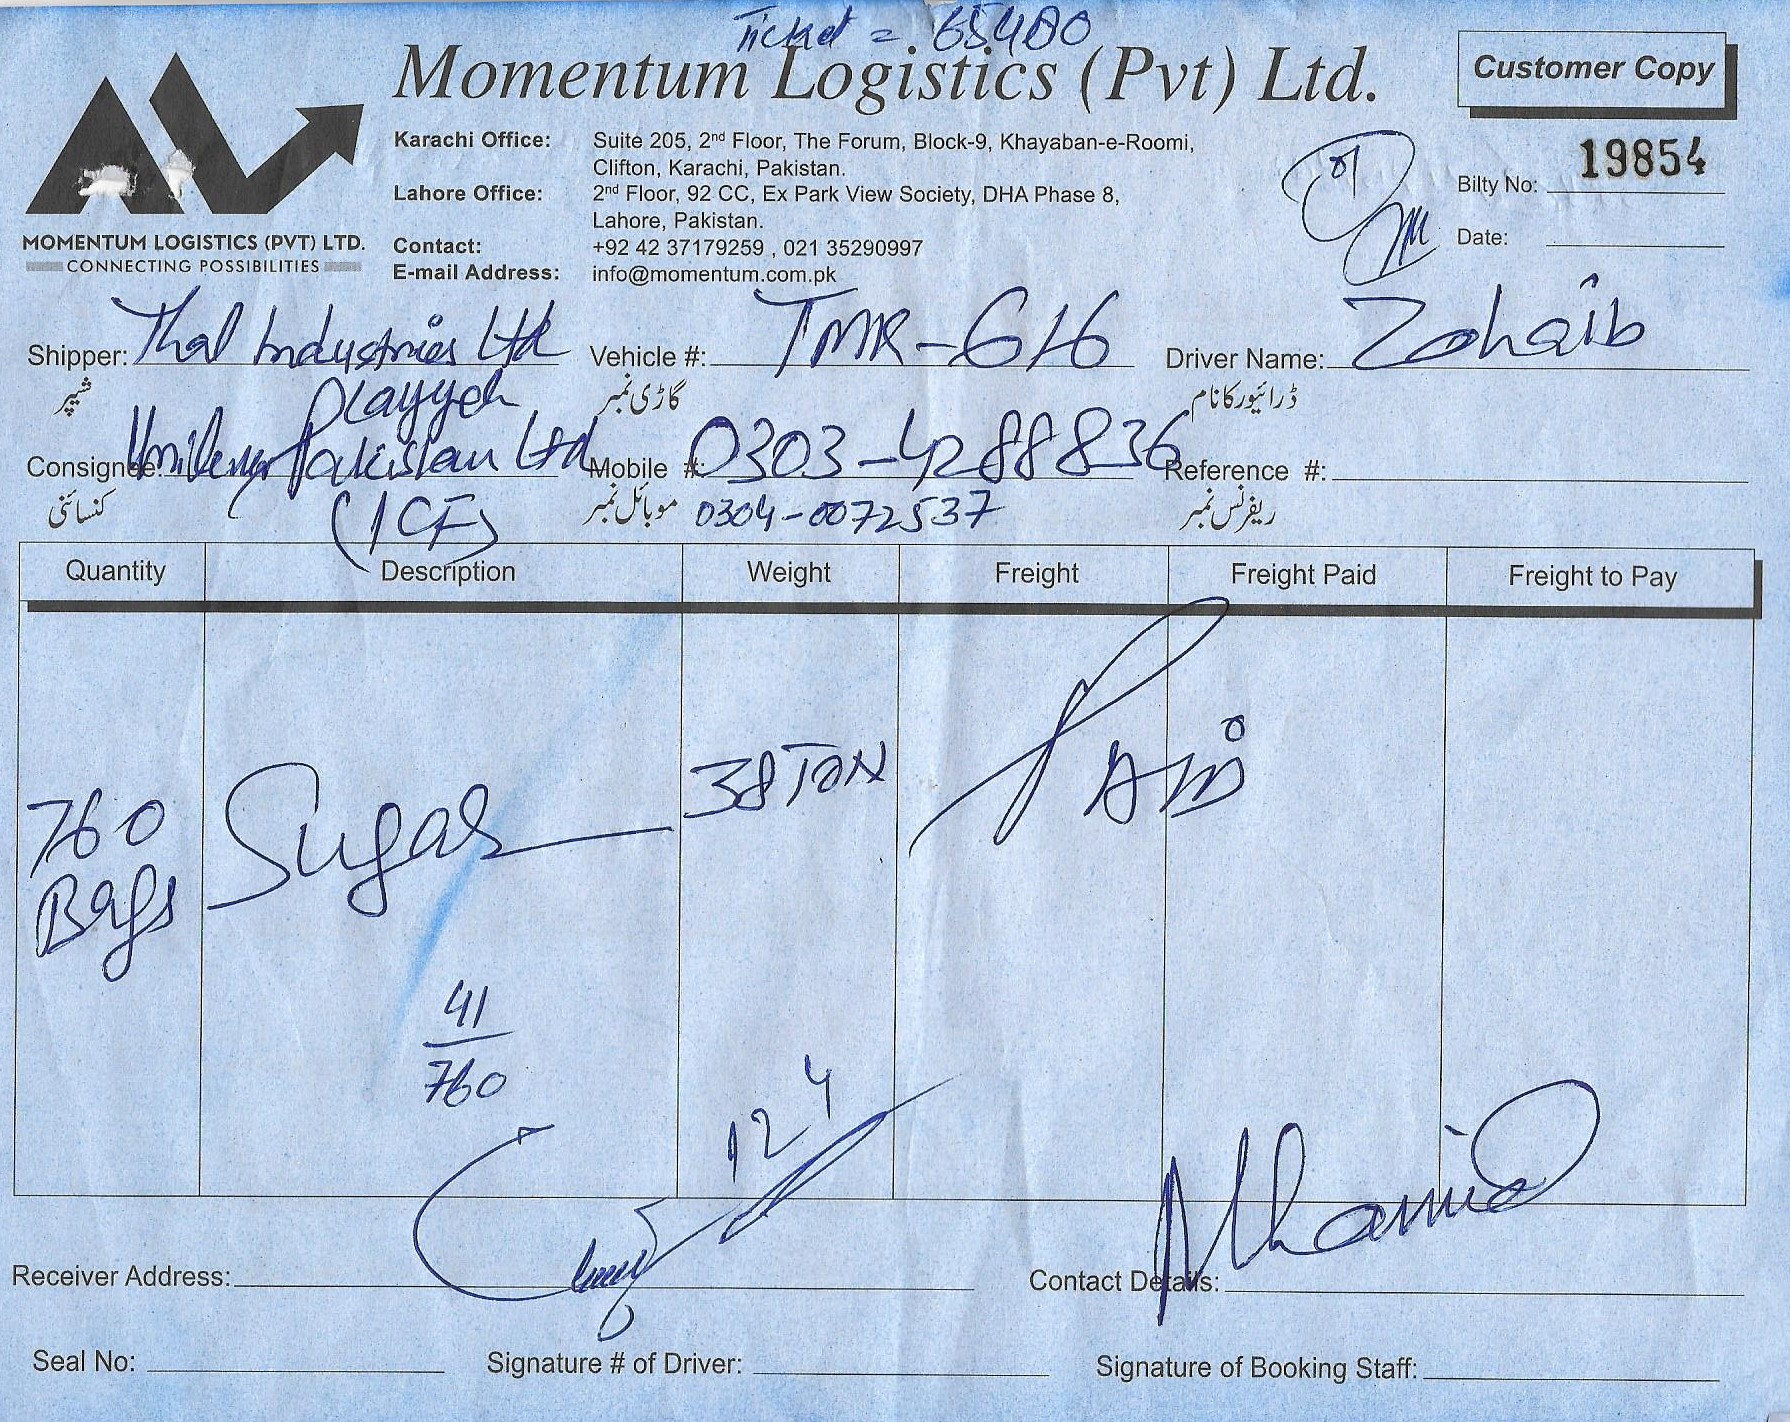 Ticket = 65400
Momentum Logistics (Pvt) Ltd.
Customer Copy
Karachi Office: Suite 205, 2nd Floor, The Forum, Block-9, Khayaban-e-Roomi,
Clifton, Karachi, Pakistan.
Lahore Office: 2nd Floor, 92 CC, Ex Park View Society, DHA Phase 8,
Lahore, Pakistan.
Contact: +92 42 37179259 , 021 35290997
E-mail Address: info@momentum.com.pk
MOMENTUM LOGISTICS (PVT) LTD.
CONNECTING POSSIBILITIES
Bilty No: 19854
Date:
Shipper: Thal Industries Ltd Vehicle #: TMK-616 Driver Name: Zohaib
شیپر گاڑی نمبر ڈرائیور کا نام
Layyah
Consignee: Unilever Pakistan Ltd Mobile #: 0303-4288836 Reference #:
کنسائنی (ICF) موبائل نمبر 0304-0072537 ریفرنس نمبر
Quantity Description Weight Freight Freight Paid Freight to Pay
760 Sugar 38 TON
Bags
41
760
12 4
Receiver Address: Contact Details:
Seal No: Signature # of Driver: Signature of Booking Staff: